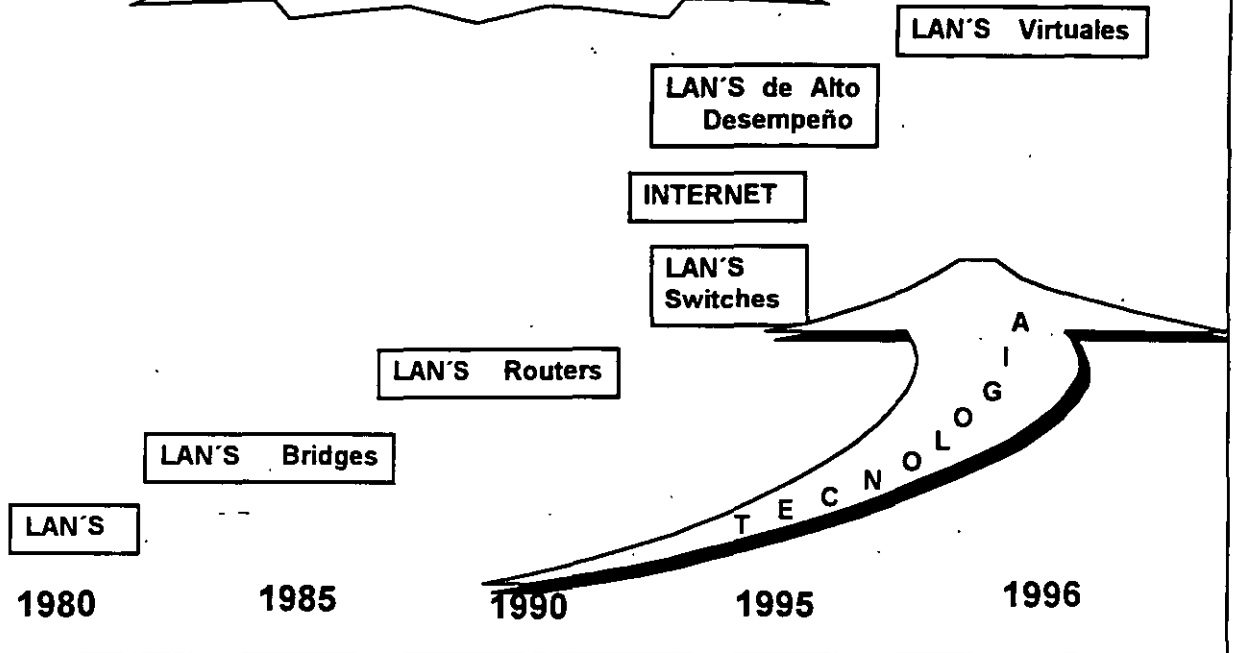 LAN´S Virtuales
LAN´S de Alto
Desempeño
INTERNET
LAN´S
Switches
LAN´S Routers
LAN´S Bridges
LAN´S
TECNOLOGIA
1980 1985 1990 1995 1996